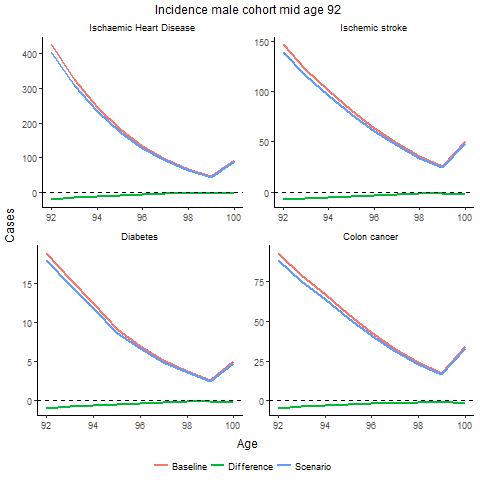 Incidence male cohort mid age 92
Ischaemic Heart Disease
Ischemic stroke
400
300
200
100
0
92 94 96 98 100
150
100
50
0
92 94 96 98 100
Cases
Diabetes
Colon cancer
15
10
5
0
92 94 96 98 100
75
50
25
0
92 94 96 98 100
Age
Baseline Difference Scenario